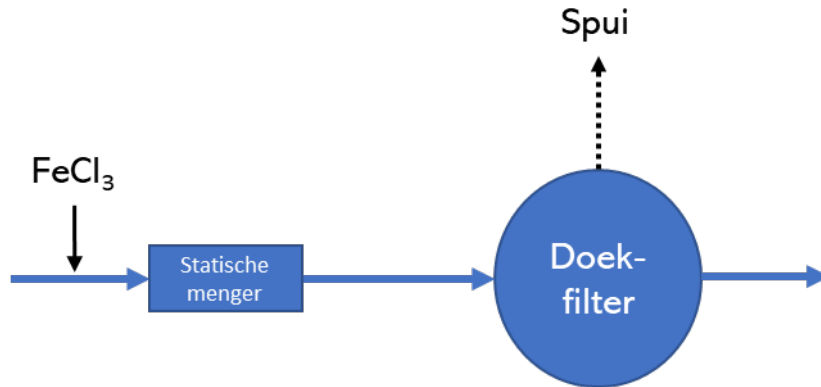 Spui
FeCl₃
Statische
menger
Doek-
filter